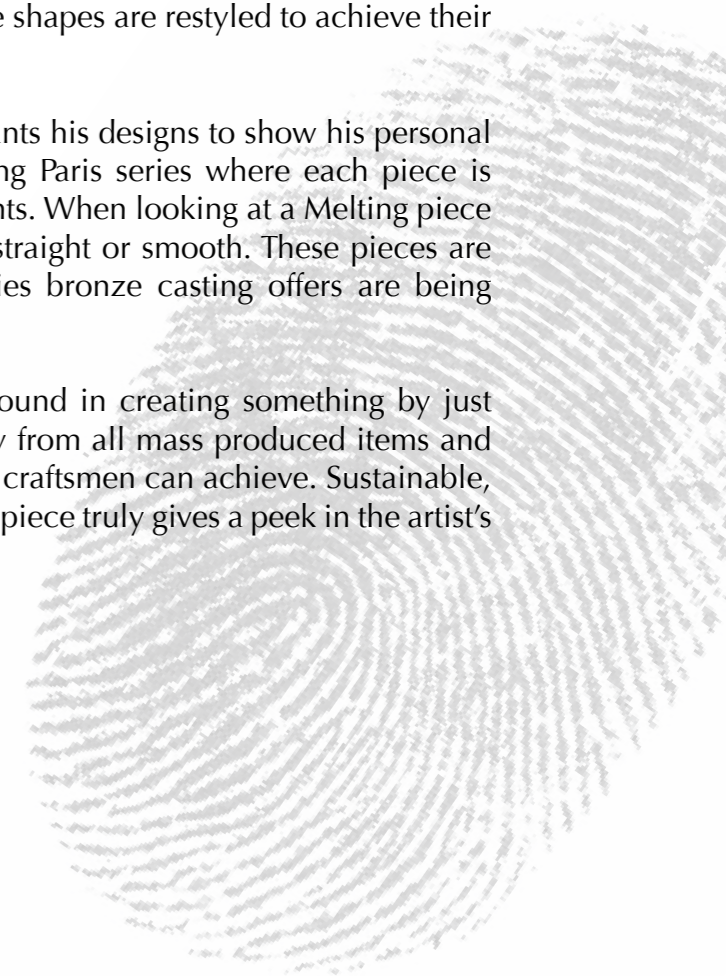 e shapes are restyled to achieve their
nts his designs to show his personal
ng Paris series where each piece is
nts. When looking at a Melting piece
straight or smooth. These pieces are
ies bronze casting offers are being
ound in creating something by just
y from all mass produced items and
craftsmen can achieve. Sustainable,
piece truly gives a peek in the artist’s